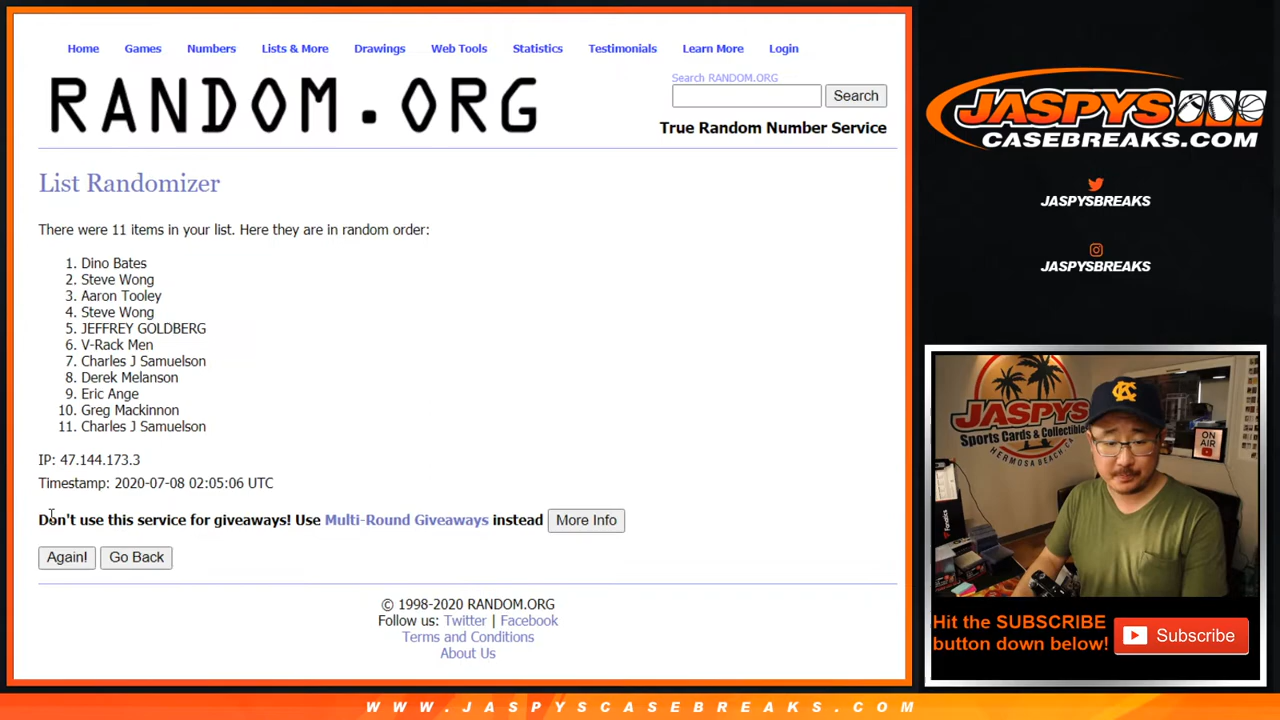 Home Games Numbers Lists & More Drawings Web Tools Statistics Testimonials Learn More Login
RANDOM.ORG
Search RANDOM.ORG
Search
True Random Number Service
List Randomizer
There were 11 items in your list. Here they are in random order:
1. Dino Bates
2. Steve Wong
3. Aaron Tooley
4. Steve Wong
5. JEFFREY GOLDBERG
6. V-Rack Men
7. Charles J Samuelson
8. Derek Melanson
9. Eric Ange
10. Greg Mackinnon
11. Charles J Samuelson
IP: 47.144.173.3
Timestamp: 2020-07-08 02:05:06 UTC
Don't use this service for giveaways! Use Multi-Round Giveaways instead More Info
Again! Go Back
© 1998-2020 RANDOM.ORG
Follow us: Twitter | Facebook
Terms and Conditions
About Us
JASPYS
CASEBREAKS.COM
JASPYSBREAKS
JASPYSBREAKS
JASPYS
Sports Cards & Collectibles
HERMOSA BEACH, CA
ON AIR
KC
Fanatics
Hit the SUBSCRIBE
button down below!
Subscribe
WWW.JASPYSCASEBREAKS.COM